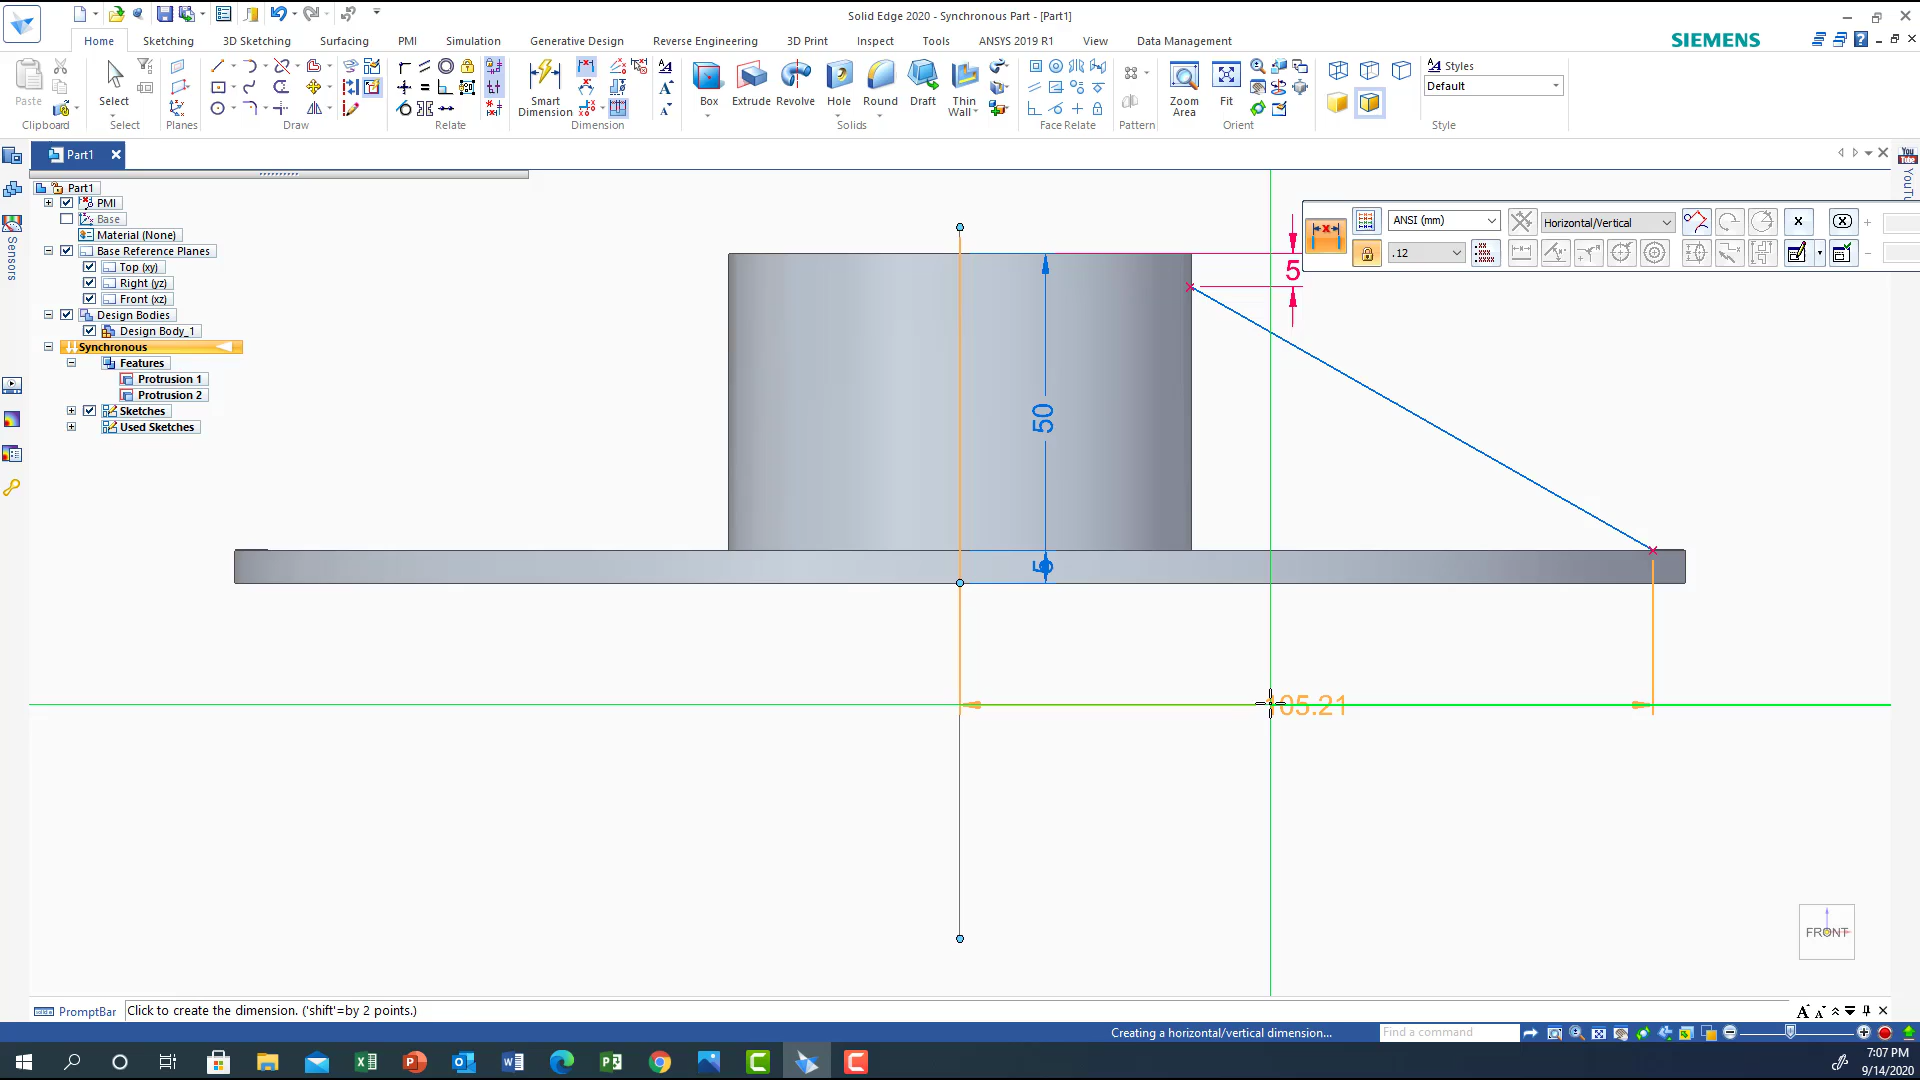 Solid Edge 2020 - Synchronous Part - [Part1]
Home Sketching 3D Sketching Surfacing PMI Simulation Generative Design Reverse Engineering 3D Print Inspect Tools ANSYS 2019 R1 View Data Management
SIEMENS
Paste
Clipboard
Select
Select
Planes
Draw
Relate
Smart
Dimension
Dimension
Box Extrude Revolve Hole Round Draft Thin
Wall
Solids
Face Relate
Pattern
Zoom
Area
Fit
Orient
Styles
Default
Style
Part1
You
Tube
YouTu
Sensors
Part1
PMI
Base
Material (None)
Base Reference Planes
Top (xy)
Right (yz)
Front (xz)
Design Bodies
Design Body_1
Synchronous
Features
Protrusion 1
Protrusion 2
Sketches
Used Sketches
ANSI (mm)
Horizontal/Vertical
.12
5
50
5
05.21
FRONT
PromptBar
Click to create the dimension. ('shift'=by 2 points.)
Creating a horizontal/vertical dimension...
Find a command
7:07 PM
9/14/2020